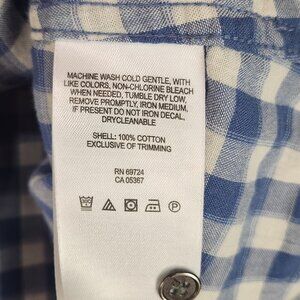 MACHINE WASH COLD GENTLE, WITH
LIKE COLORS, NON-CHLORINE BLEACH
WHEN NEEDED, TUMBLE DRY LOW,
REMOVE PROMPTLY, IRON MEDIUM,
IF PRESENT DO NOT IRON DECAL,
DRYCLEANABLE
SHELL: 100% COTTON
EXCLUSIVE OF TRIMMING
RN 69724
CA 05367
P